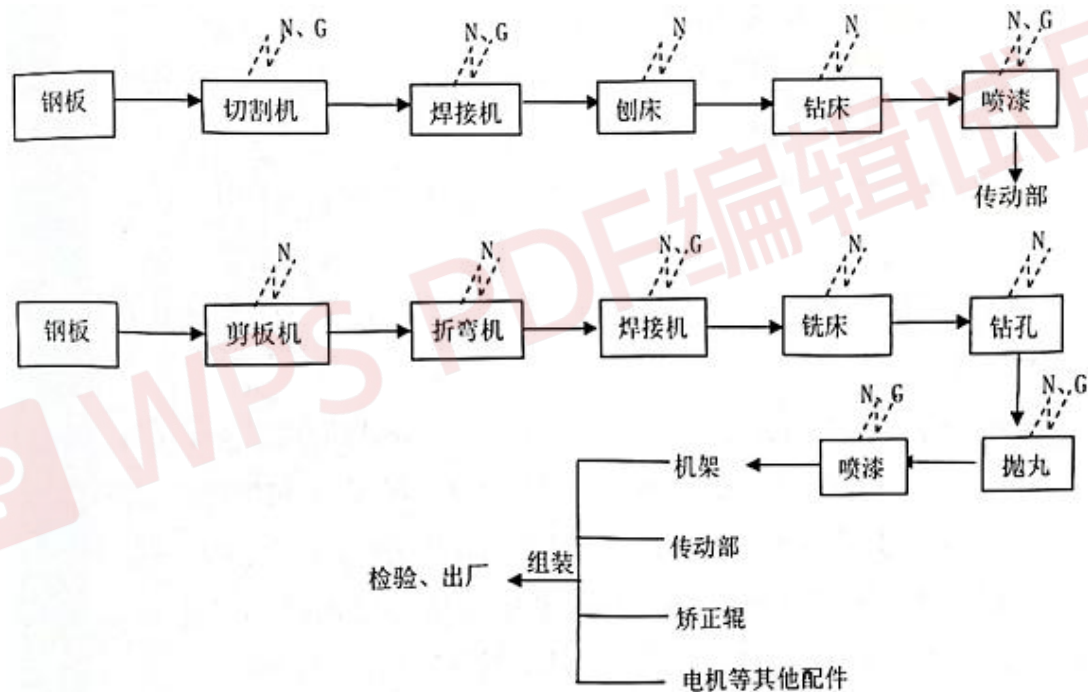 N、G N、G N N N、G
钢板 切割机 焊接机 刨床 钻床 喷漆
传动部
N N N、G N N
钢板 剪板机 折弯机 焊接机 铣床 钻孔
N、G N、G
机架 喷漆 抛丸
传动部
检验、出厂 组装
矫正辊
电机等其他配件
WPS PDF编辑试用